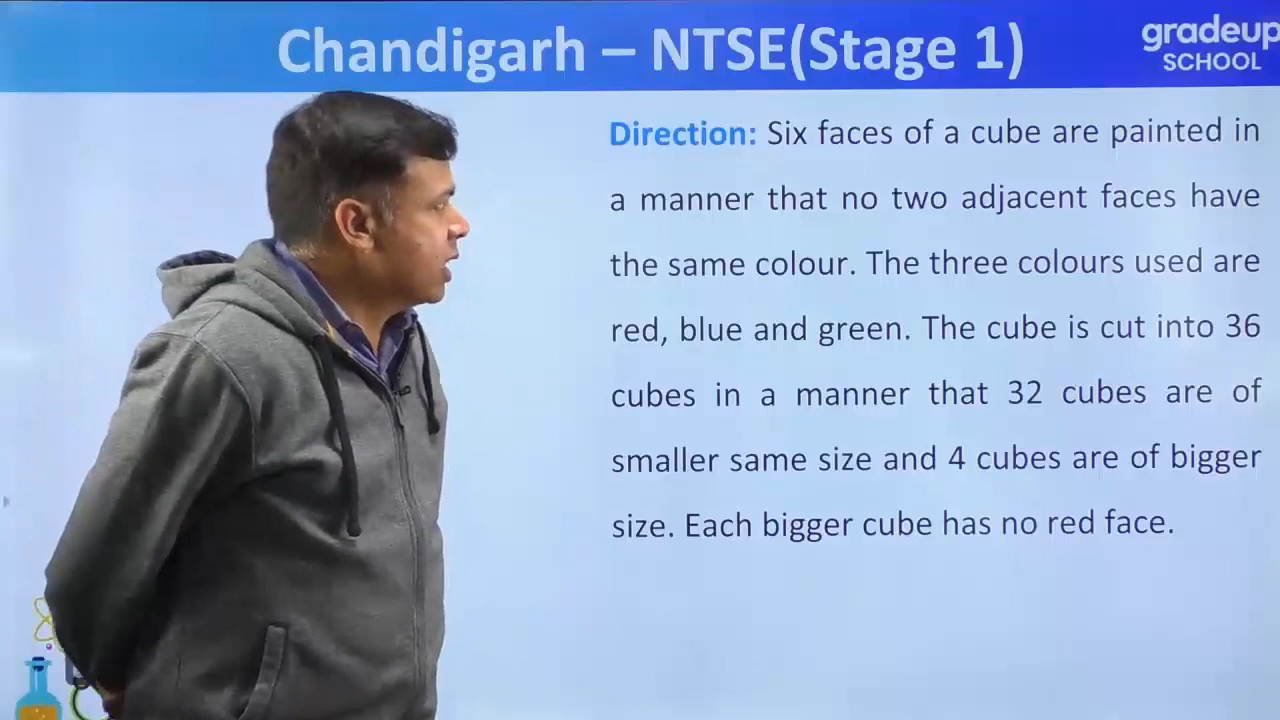 Chandigarh – NTSE(Stage 1)
gradeup
SCHOOL
Direction: Six faces of a cube are painted in
a manner that no two adjacent faces have
the same colour. The three colours used are
red, blue and green. The cube is cut into 36
cubes in a manner that 32 cubes are of
smaller same size and 4 cubes are of bigger
size. Each bigger cube has no red face.